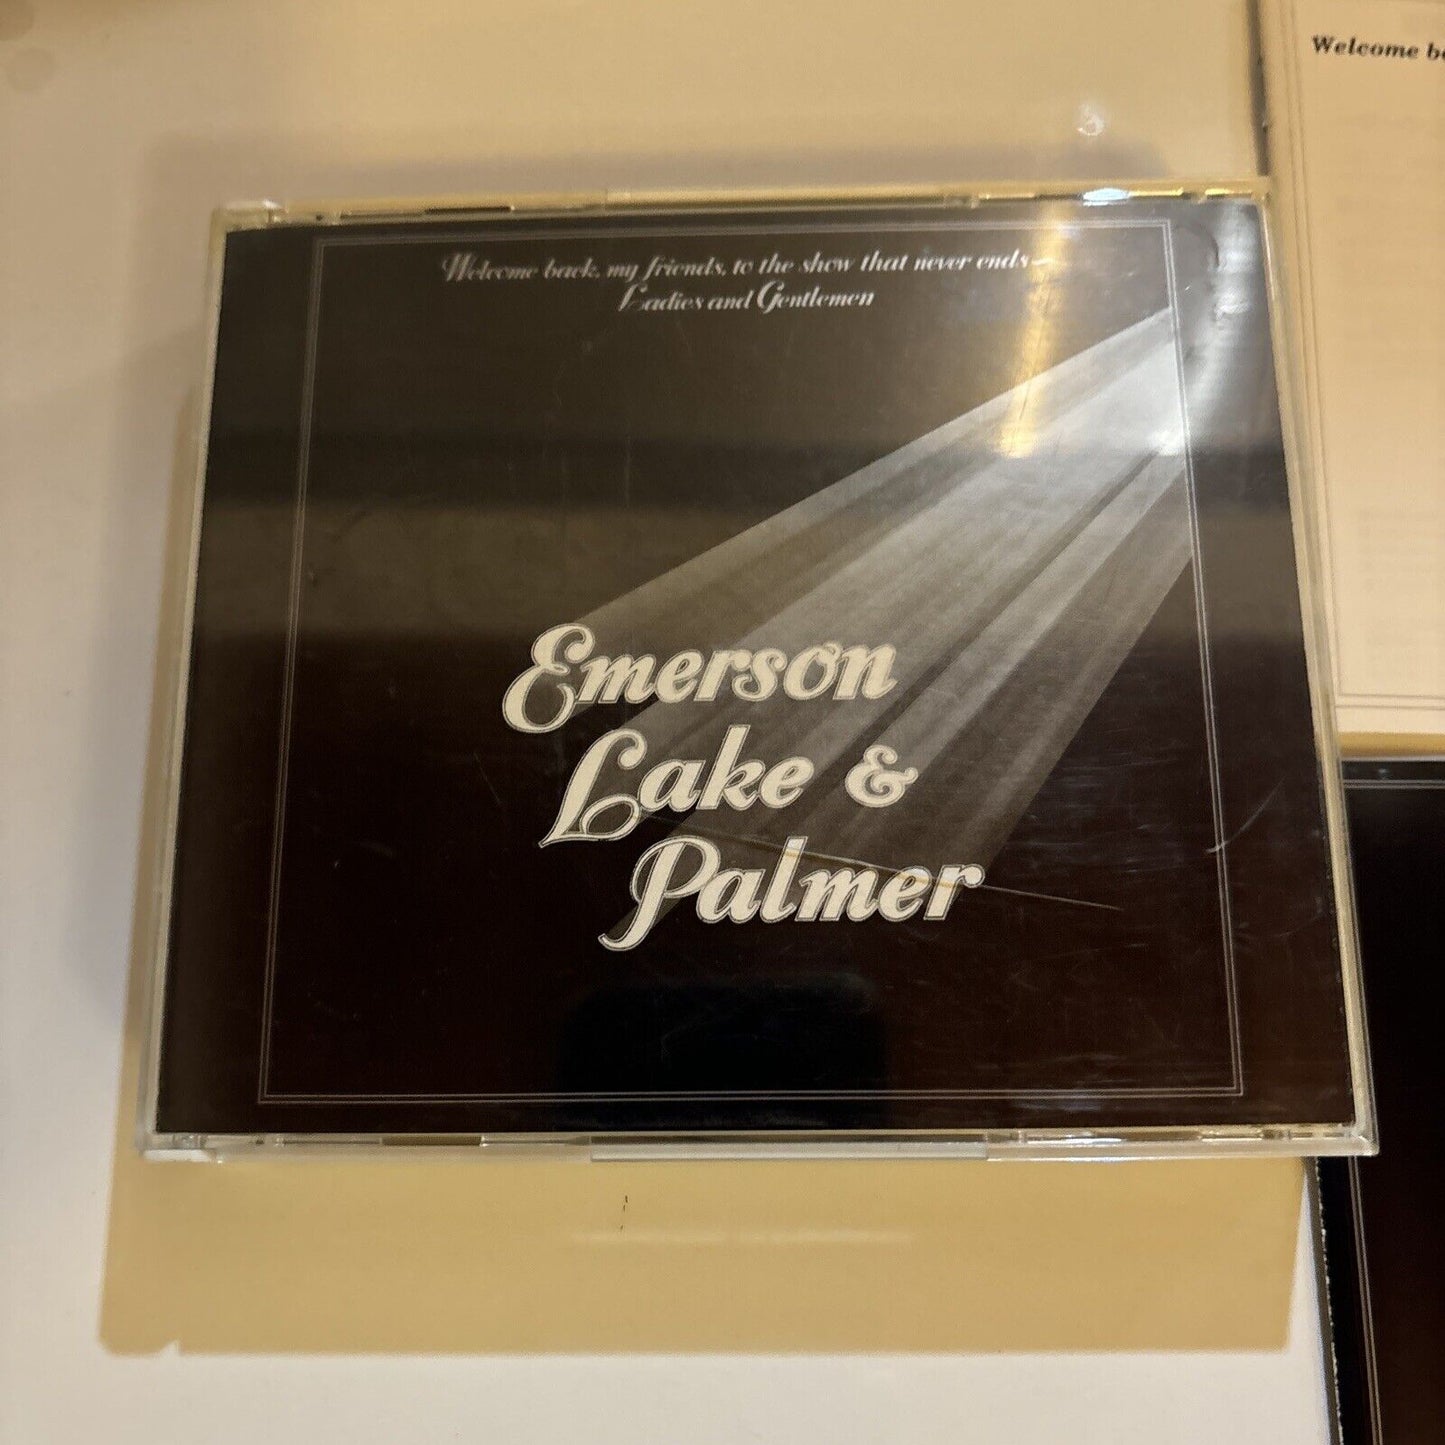 Welcome back, my friends, to the show that never ends—
Ladies and Gentlemen
Emerson
Lake &
Palmer
Welcome